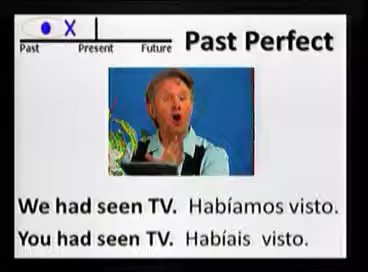 X
Past Present Future
Past Perfect
We had seen TV. Habíamos visto.
You had seen TV. Habíais visto.